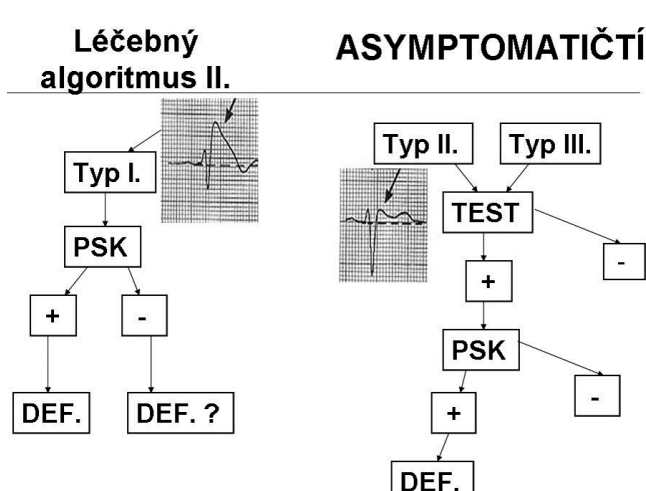 Léčebný
algoritmus II.
ASYMPTOMATIČTÍ
Typ I.
PSK
+
-
DEF.
DEF. ?
Typ II.
Typ III.
TEST
-
+
PSK
-
+
DEF.